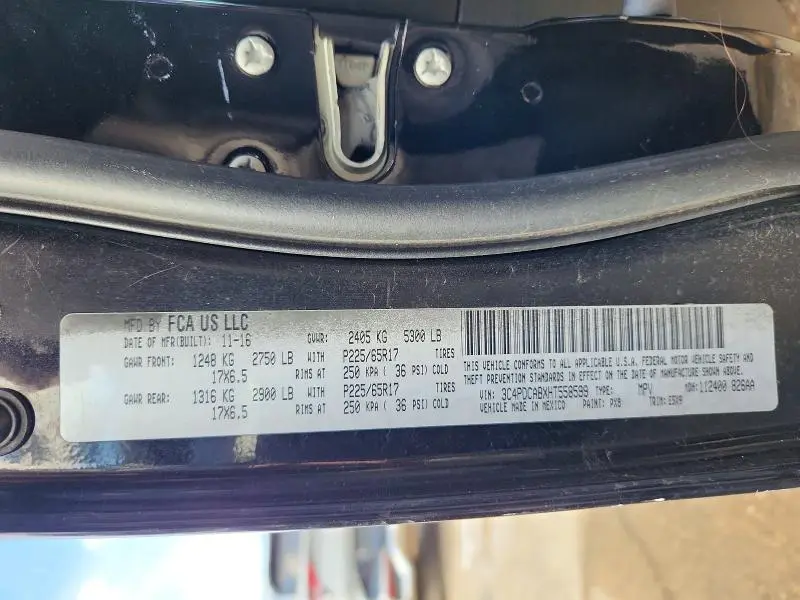 MFD BY FCA US LLC
DATE OF MFR(BUILT): 11-16 GVWR: 2405 KG 5300 LB
GAWR FRONT: 1248 KG 2750 LB WITH P225/65R17 TIRES
17X6.5 RIMS AT 250 KPA ( 36 PSI) COLD
GAWR REAR: 1316 KG 2900 LB WITH P225/65R17 TIRES
17X6.5 RIMS AT 250 KPA ( 36 PSI) COLD
THIS VEHICLE CONFORMS TO ALL APPLICABLE U.S.A. FEDERAL MOTOR VEHICLE SAFETY AND
THEFT PREVENTION STANDARDS IN EFFECT ON THE DATE OF MANUFACTURE SHOWN ABOVE.
VIN: 3C4PDCABXHT558589 TYPE: MPV MDH: 112400 826AA
VEHICLE MADE IN MEXICO PAINT: PX8 TRIM: E5X9